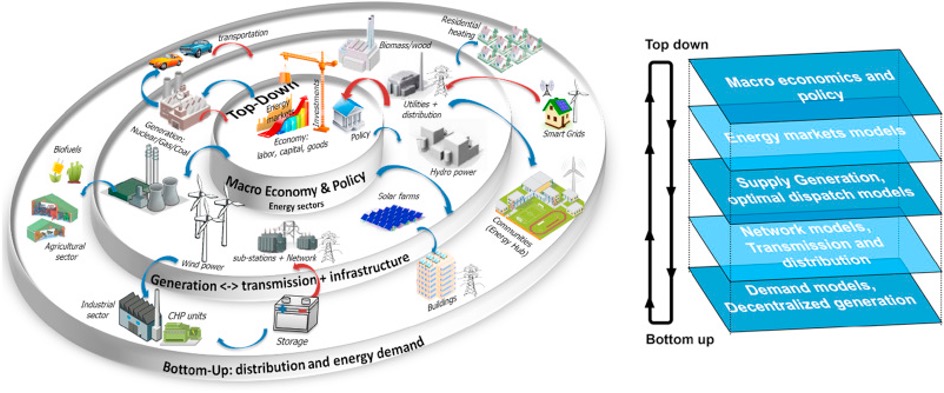 transportation
Biomass/wood
Residential
heating
Top-Down
Energy
markets
Investments
Economy:
labor, capital, goods
Policy
Utilities +
distribution
Smart Grids
Generation:
Nuclear/Gas/Coal
Hydro power
Biofuels
Macro Economy & Policy
Energy sectors
Solar farms
Communities
(Energy Hub)
Agricultural
sector
Wind power
sub-stations + Network
Generation <-> transmission + infrastructure
Buildings
Industrial
sector
CHP units
Storage
Bottom-Up: distribution and energy demand
Top down
Macro economics and
policy
Energy markets models
Supply Generation,
optimal dispatch models
Network models,
Transmission and
distribution
Demand models,
Decentralized generation
Bottom up